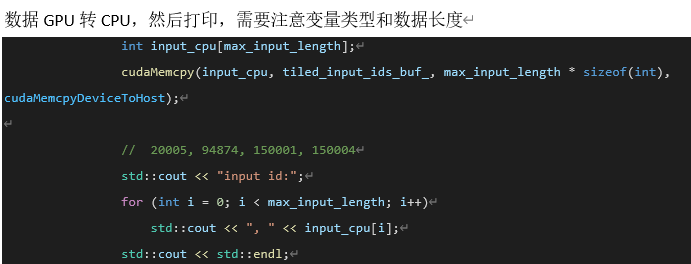 数据 GPU 转 CPU，然后打印，需要注意变量类型和数据长度
int input_cpu[max_input_length];
cudaMemcpy(input_cpu, tiled_input_ids_buf_, max_input_length * sizeof(int),
cudaMemcpyDeviceToHost);
//  20005, 94874, 150001, 150004
std::cout << "input id:";
for (int i = 0; i < max_input_length; i++)
std::cout << ", " << input_cpu[i];
std::cout << std::endl;